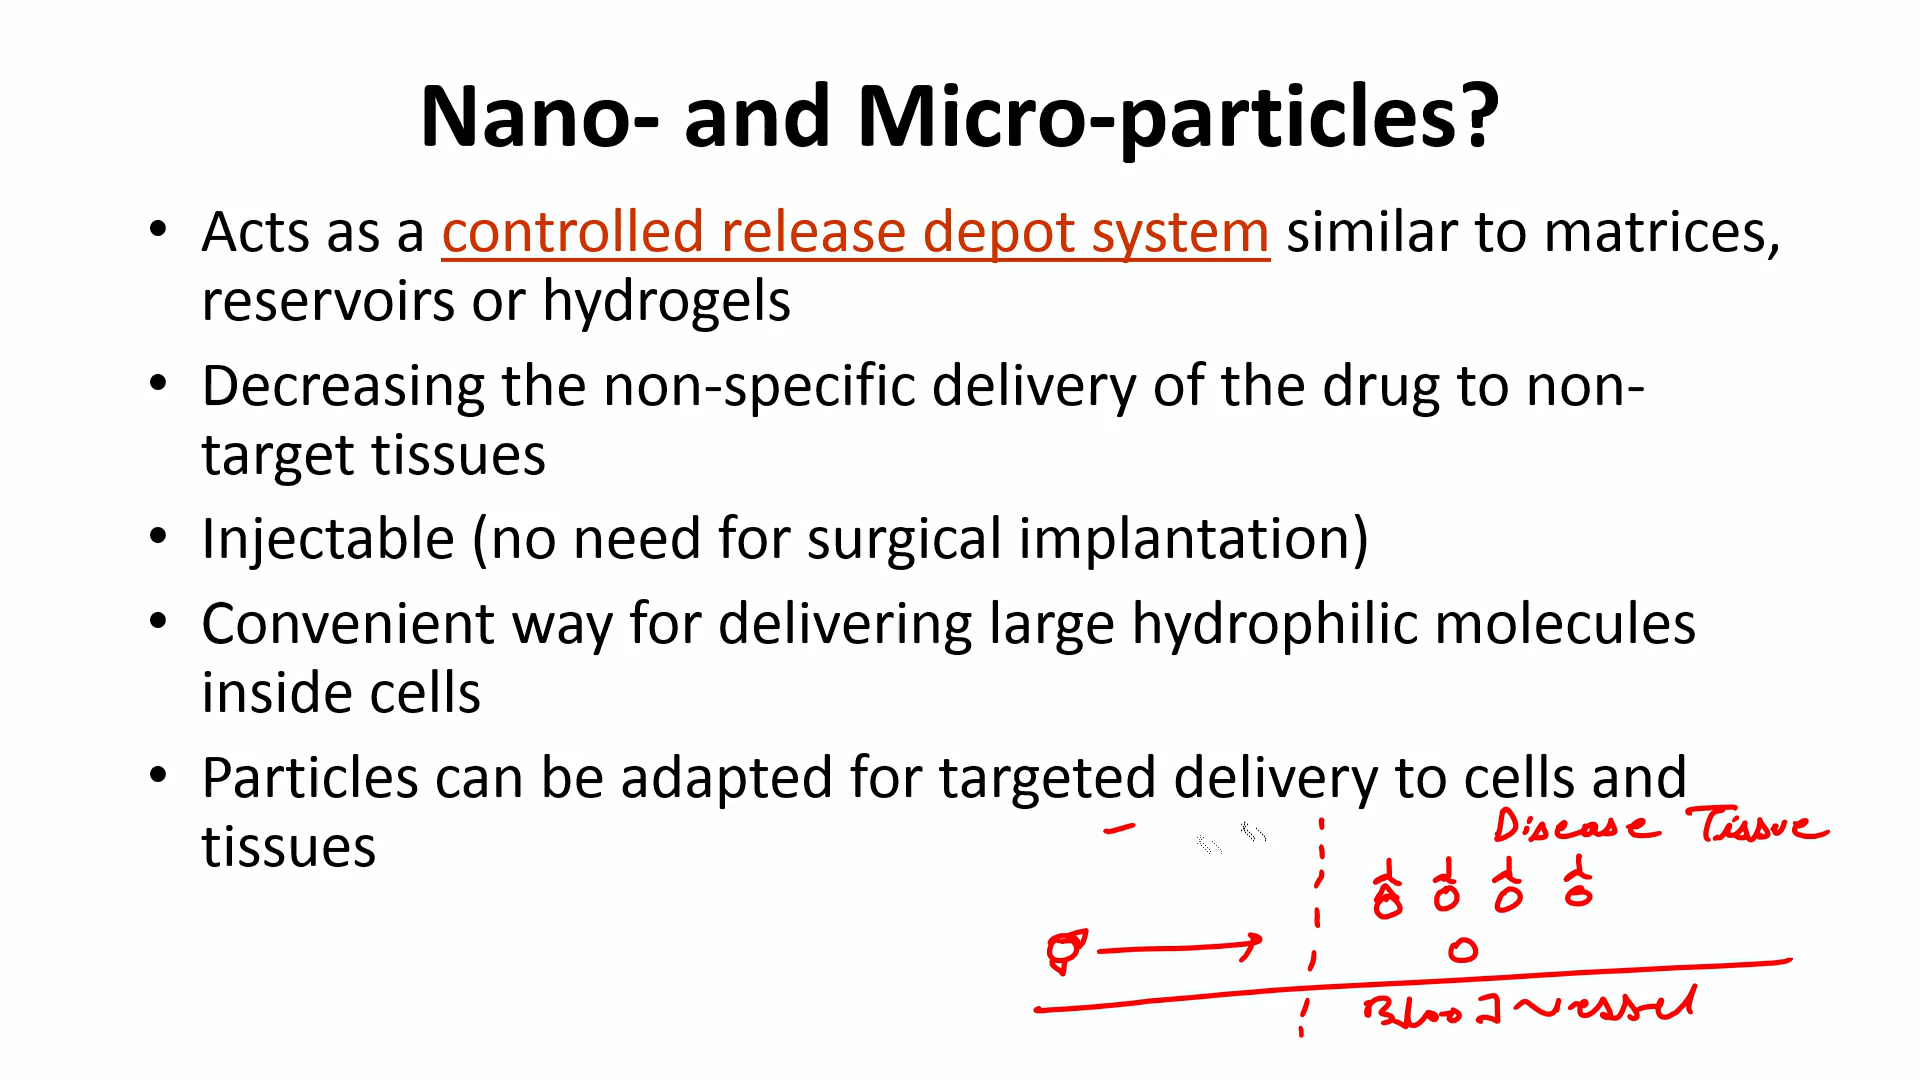 Nano- and Micro-particles?
• Acts as a controlled release depot system similar to matrices,
reservoirs or hydrogels
• Decreasing the non-specific delivery of the drug to non-
target tissues
• Injectable (no need for surgical implantation)
• Convenient way for delivering large hydrophilic molecules
inside cells
• Particles can be adapted for targeted delivery to cells and
tissues
Disease Tissue
Blood vessel